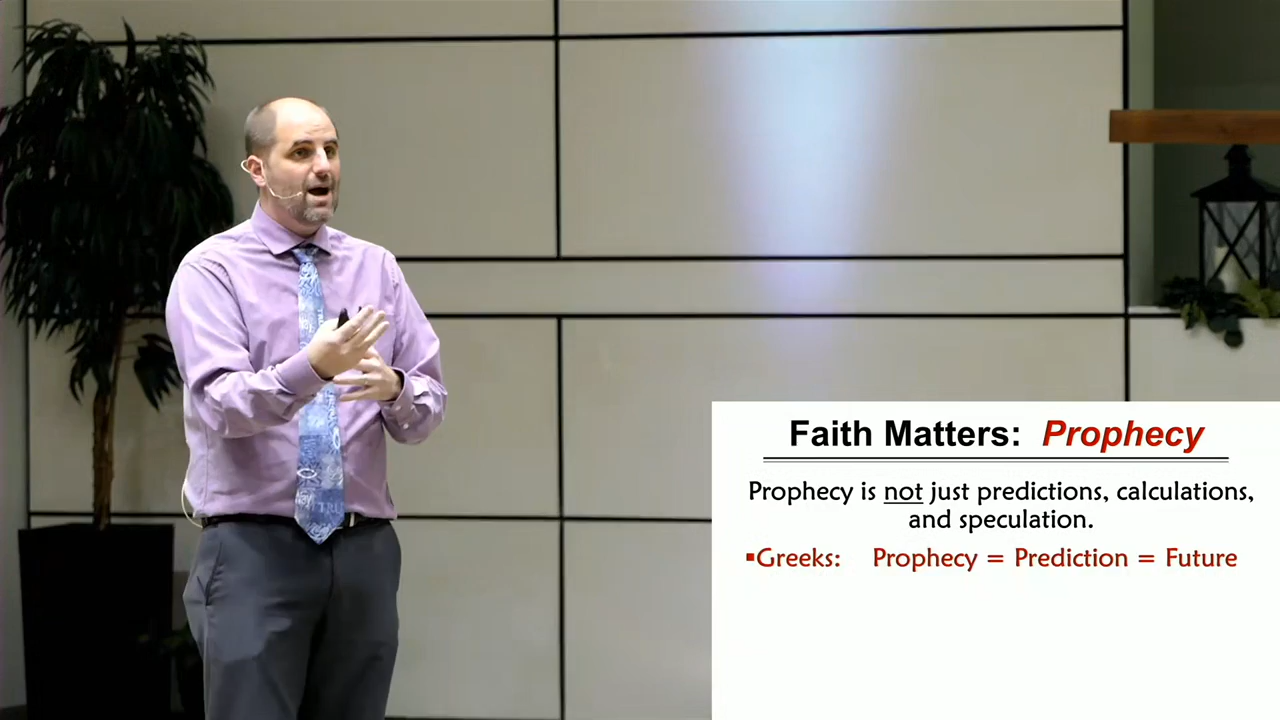 Faith Matters: Prophecy
Prophecy is not just predictions, calculations,
and speculation.
▪Greeks: Prophecy = Prediction = Future